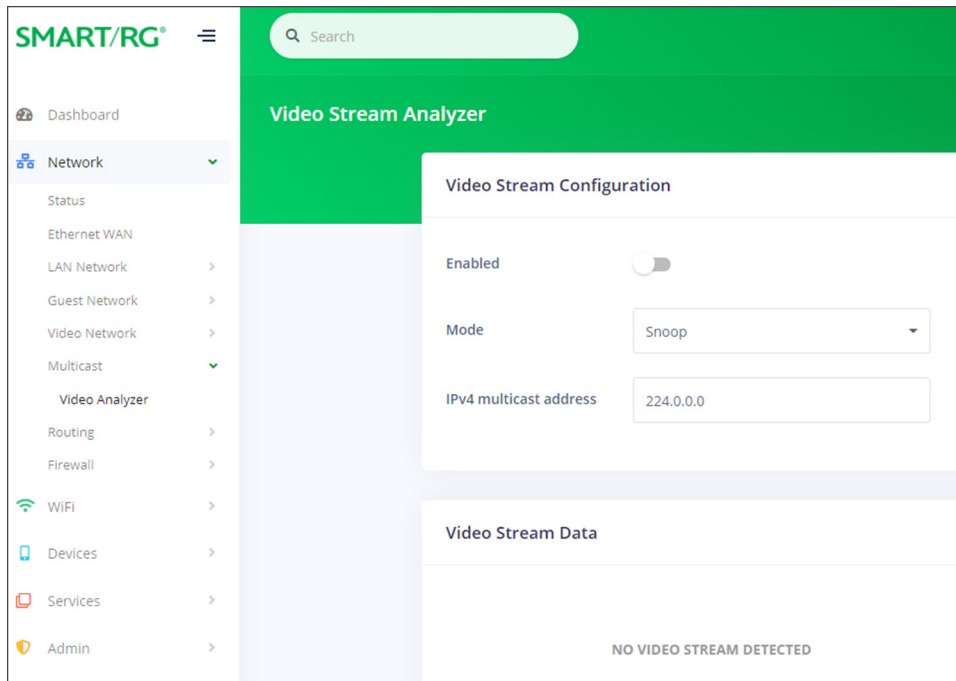 SMART/RG®
Search
Dashboard
Network
Status
Ethernet WAN
LAN Network
Guest Network
Video Network
Multicast
Video Analyzer
Routing
Firewall
WiFi
Devices
Services
Admin
Video Stream Analyzer
Video Stream Configuration
Enabled
Mode
Snoop
IPv4 multicast address
224.0.0.0
Video Stream Data
NO VIDEO STREAM DETECTED